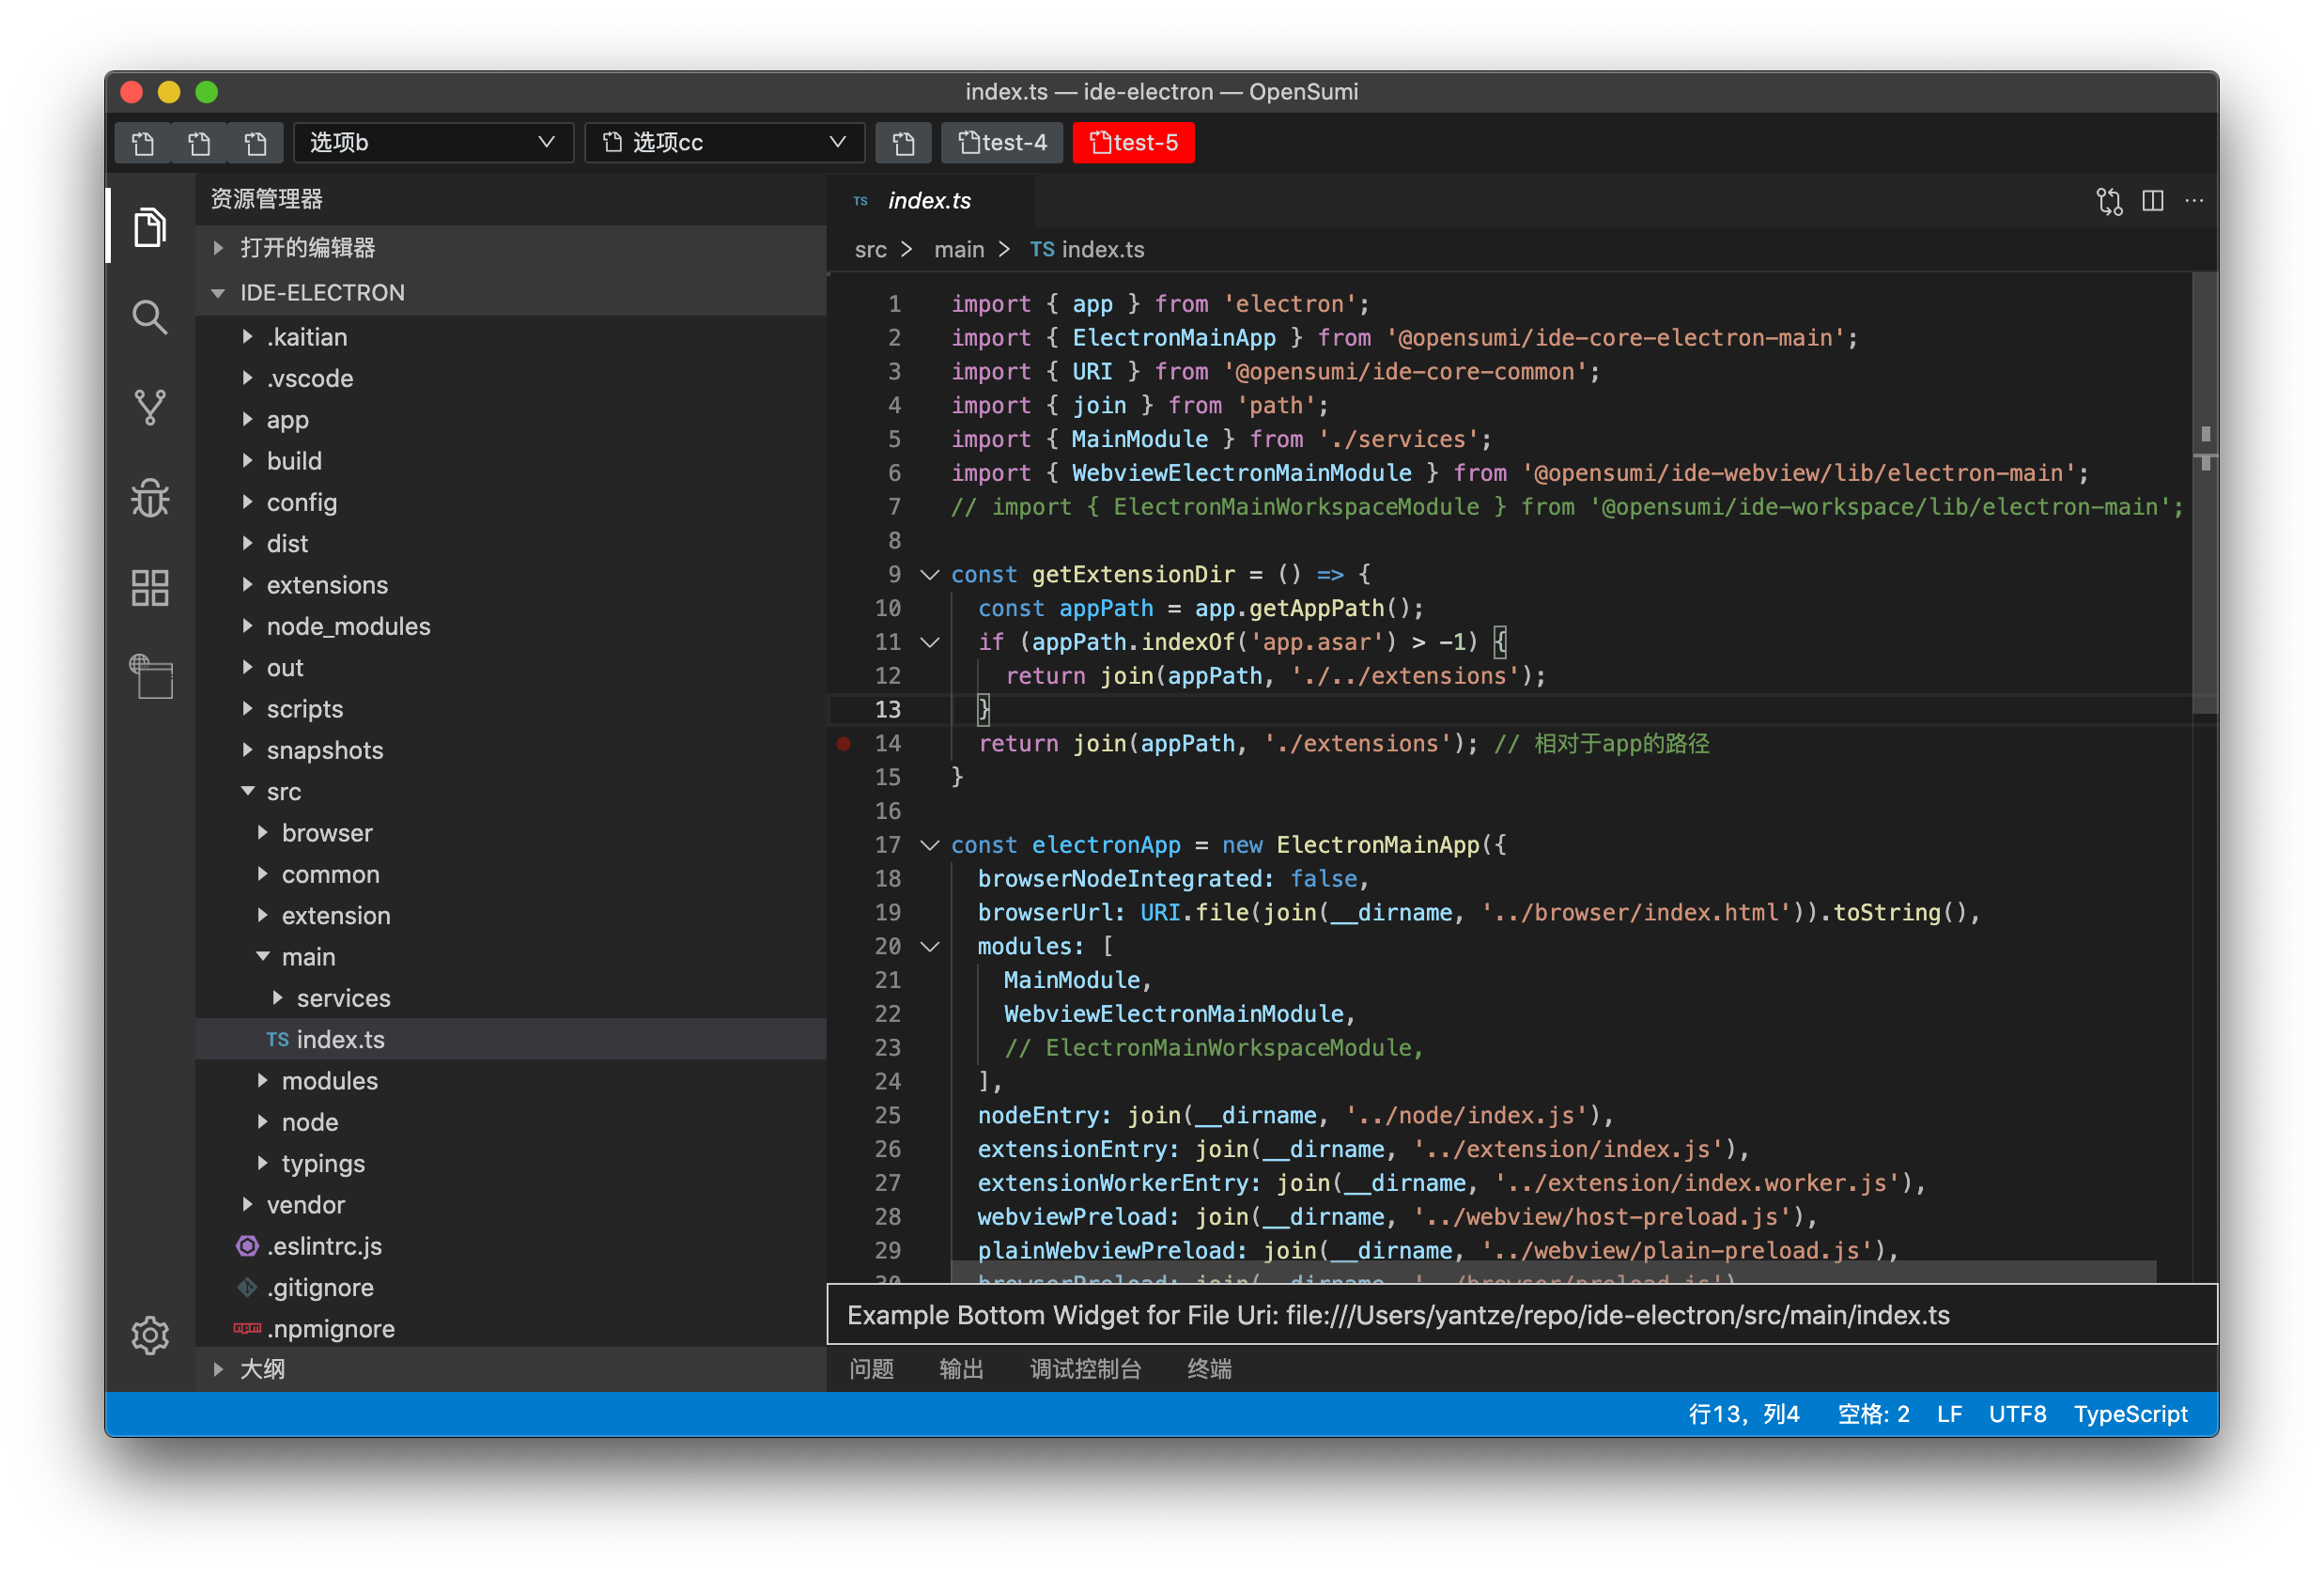 index.ts — ide-electron — OpenSumi
选项b
选项cc
test-4
test-5
资源管理器
打开的编辑器
IDE-ELECTRON
.kaitian
.vscode
app
build
config
dist
extensions
node_modules
out
scripts
snapshots
src
browser
common
extension
main
services
TS index.ts
modules
node
typings
vendor
.eslintrc.js
.gitignore
.npmignore
大纲
TS index.ts
src > main > TS index.ts
1 import { app } from 'electron';
2 import { ElectronMainApp } from '@opensumi/ide-core-electron-main';
3 import { URI } from '@opensumi/ide-core-common';
4 import { join } from 'path';
5 import { MainModule } from './services';
6 import { WebviewElectronMainModule } from '@opensumi/ide-webview/lib/electron-main';
7 // import { ElectronMainWorkspaceModule } from '@opensumi/ide-workspace/lib/electron-main';
8
9 const getExtensionDir = () => {
10 const appPath = app.getAppPath();
11 if (appPath.indexOf('app.asar') > -1) {
12 return join(appPath, './../extensions');
13 }
14 return join(appPath, './extensions'); // 相对于app的路径
15 }
16
17 const electronApp = new ElectronMainApp({
18 browserNodeIntegrated: false,
19 browserUrl: URI.file(join(__dirname, '../browser/index.html')).toString(),
20 modules: [
21 MainModule,
22 WebviewElectronMainModule,
23 // ElectronMainWorkspaceModule,
24 ],
25 nodeEntry: join(__dirname, '../node/index.js'),
26 extensionEntry: join(__dirname, '../extension/index.js'),
27 extensionWorkerEntry: join(__dirname, '../extension/index.worker.js'),
28 webviewPreload: join(__dirname, '../webview/host-preload.js'),
29 plainWebviewPreload: join(__dirname, '../webview/plain-preload.js'),
30 browserPreload: join(__dirname, '../browser/preload.js')
Example Bottom Widget for File Uri: file:///Users/yantze/repo/ide-electron/src/main/index.ts
问题 输出 调试控制台 终端
行13，列4 空格: 2 LF UTF8 TypeScript